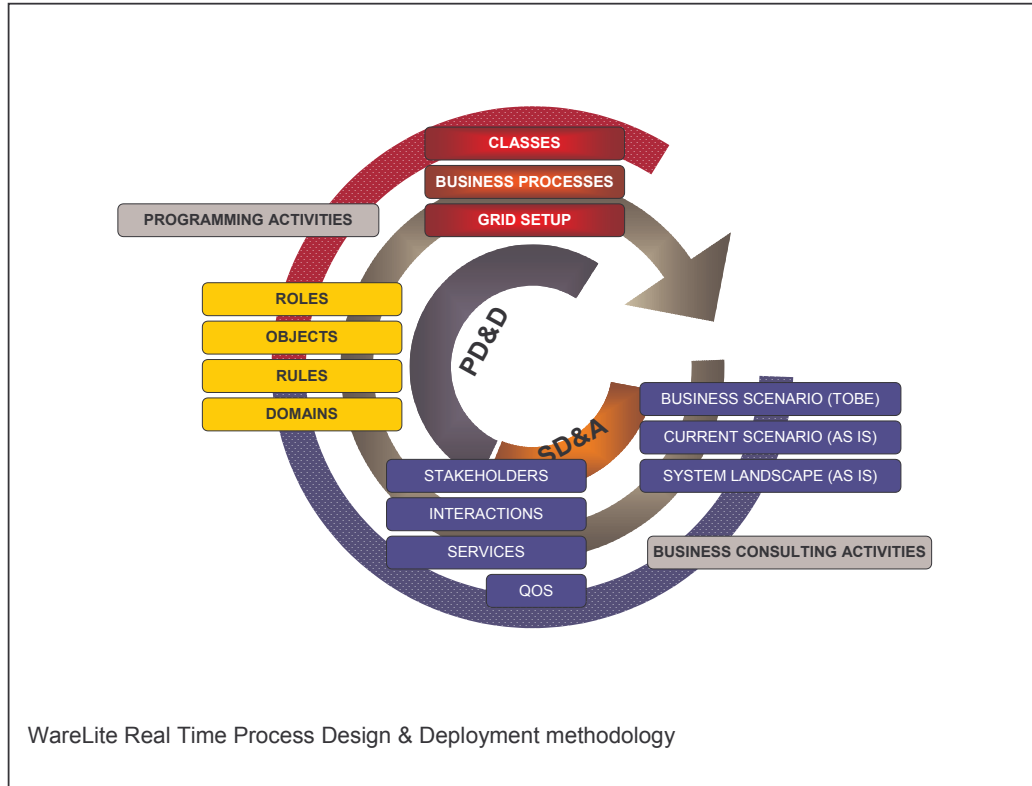 CLASSES
BUSINESS PROCESSES
PROGRAMMING ACTIVITIES
GRID SETUP
ROLES
OBJECTS
RULES
DOMAINS
PD&D
SD&A
BUSINESS SCENARIO (TOBE)
CURRENT SCENARIO (AS IS)
SYSTEM LANDSCAPE (AS IS)
STAKEHOLDERS
INTERACTIONS
SERVICES
QOS
BUSINESS CONSULTING ACTIVITIES
WareLite Real Time Process Design & Deployment methodology